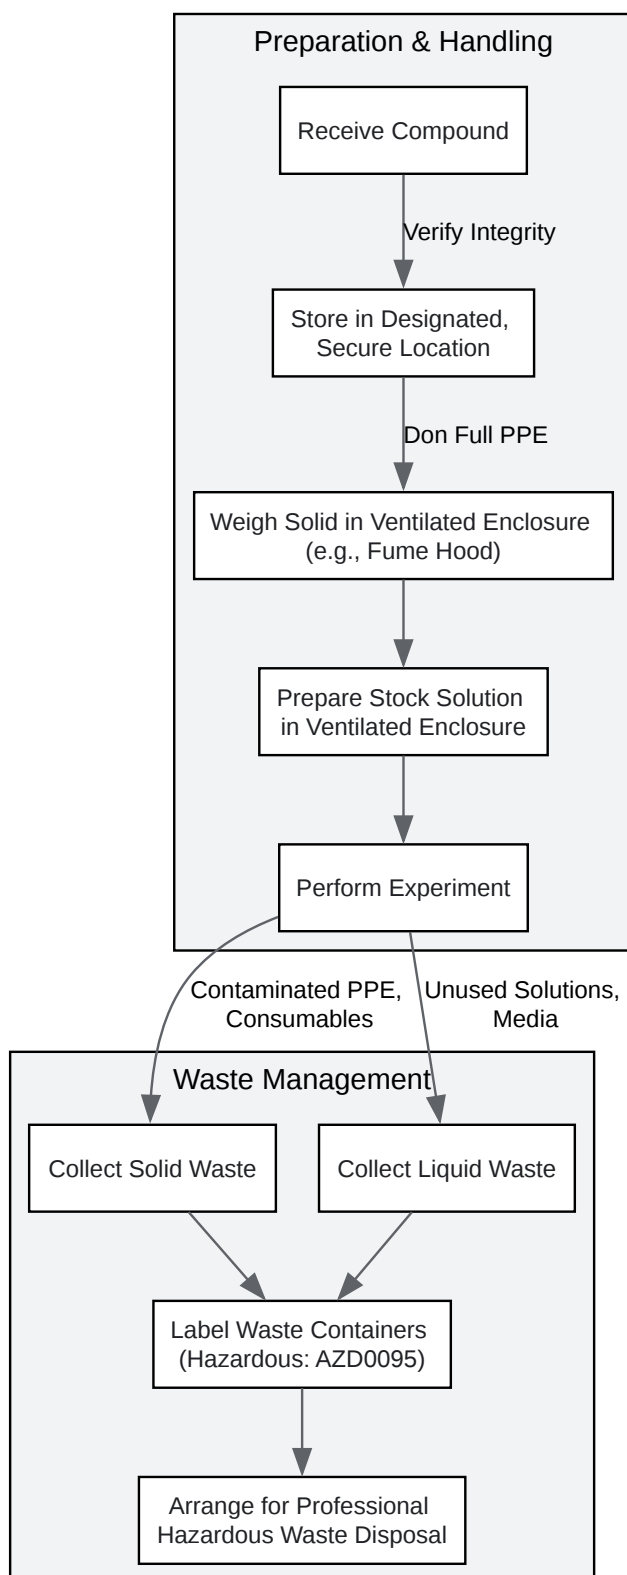 Preparation & Handling
Receive Compound
Verify Integrity
Store in Designated,
Secure Location
Don Full PPE
Weigh Solid in Ventilated Enclosure
(e.g., Fume Hood)
Prepare Stock Solution
in Ventilated Enclosure
Perform Experiment
Contaminated PPE,
Consumables
Unused Solutions,
Media
Waste Management
Collect Solid Waste
Collect Liquid Waste
Label Waste Containers
(Hazardous: AZD0095)
Arrange for Professional
Hazardous Waste Disposal